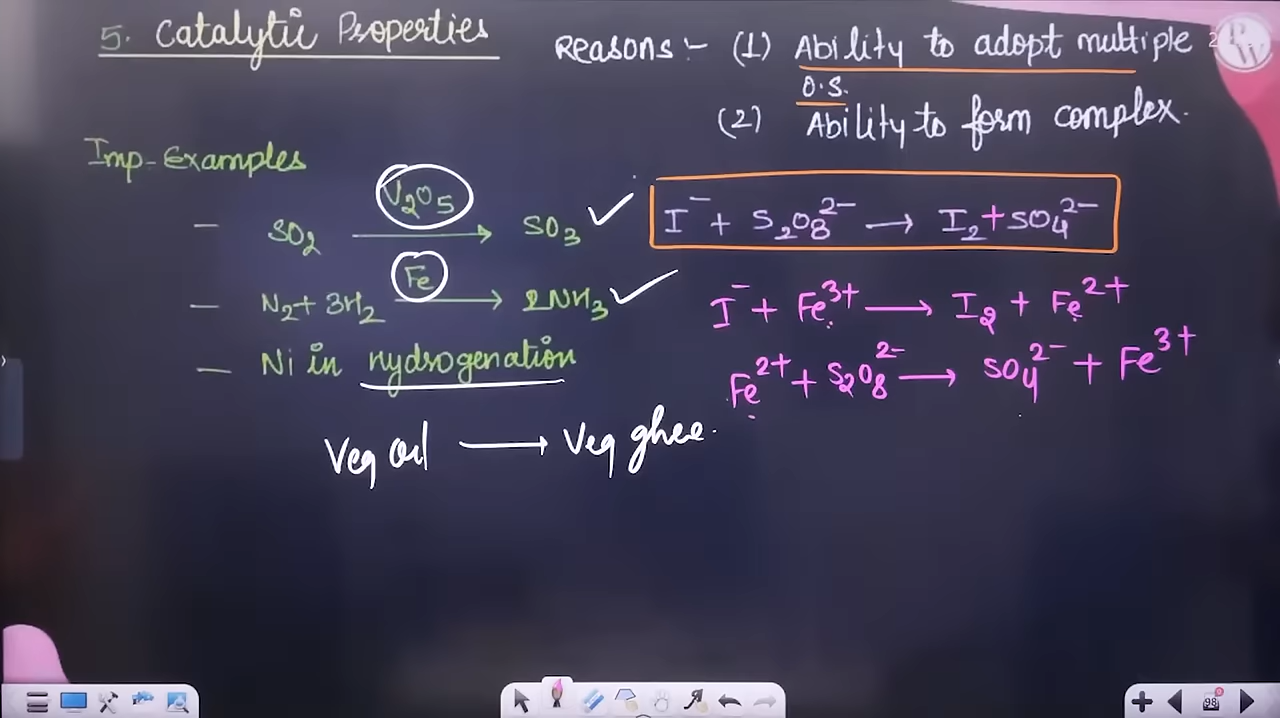 5. Catalytic Properties
Reasons :- (1) Ability to adopt multiple
O.S.
(2) Ability to form complex.
Imp-Examples
- SO₂ —V₂O₅→ SO₃ ✓
- N₂ + 3H₂ —Fe→ 2NH₃ ✓
- Ni in hydrogenation
Veg oil → Veg ghee.
I⁻ + S₂O₈²⁻ → I₂ + SO₄²⁻
I⁻ + Fe³⁺ → I₂ + Fe²⁺
Fe²⁺ + S₂O₈²⁻ → SO₄²⁻ + Fe³⁺
PW
98